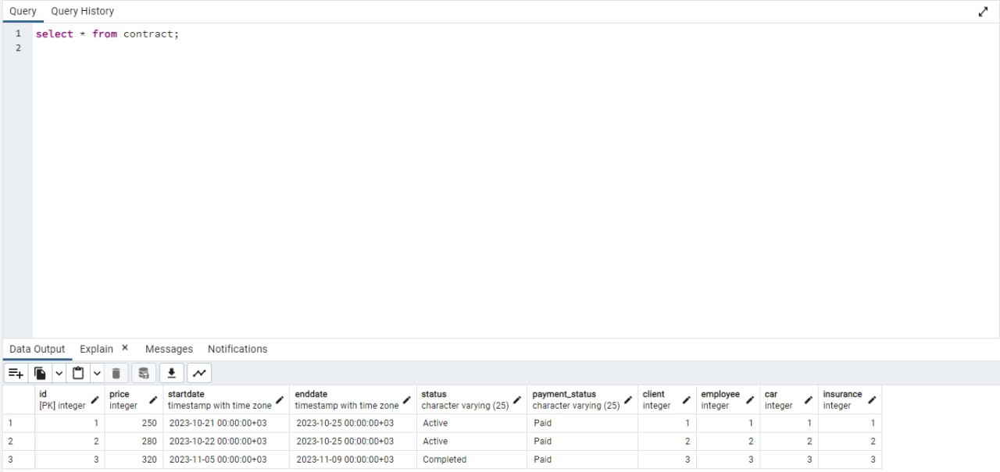 Query Query History
1 select * from contract;
2
Data Output Explain × Messages Notifications
id price startdate enddate status payment_status client employee car insurance
[PK] integer integer timestamp with time zone timestamp with time zone character varying (25) character varying (25) integer integer integer integer
1 1 250 2023-10-21 00:00:00+03 2023-10-25 00:00:00+03 Active Paid 1 1 1 1
2 2 280 2023-10-22 00:00:00+03 2023-10-25 00:00:00+03 Active Paid 2 2 2 2
3 3 320 2023-11-05 00:00:00+03 2023-11-09 00:00:00+03 Completed Paid 3 3 3 3